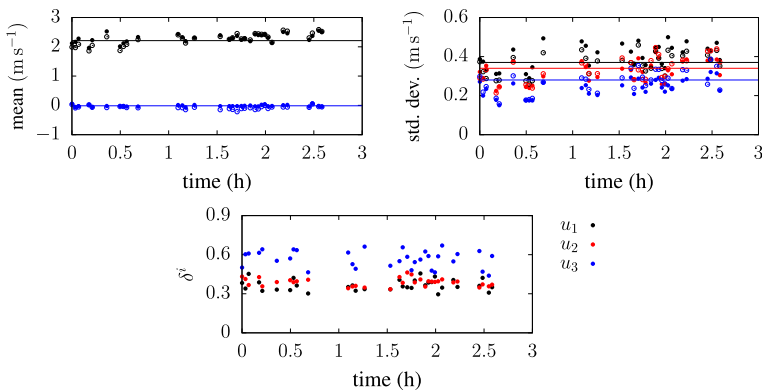 3
2
1
0
−1
mean (m s⁻¹)
0 0.5 1 1.5 2 2.5 3
time (h)
0.6
0.4
0.2
0
std. dev. (m s⁻¹)
0 0.5 1 1.5 2 2.5 3
time (h)
0.9
0.6
0.3
0
δⁱ
0 0.5 1 1.5 2 2.5 3
time (h)
u₁
u₂
u₃